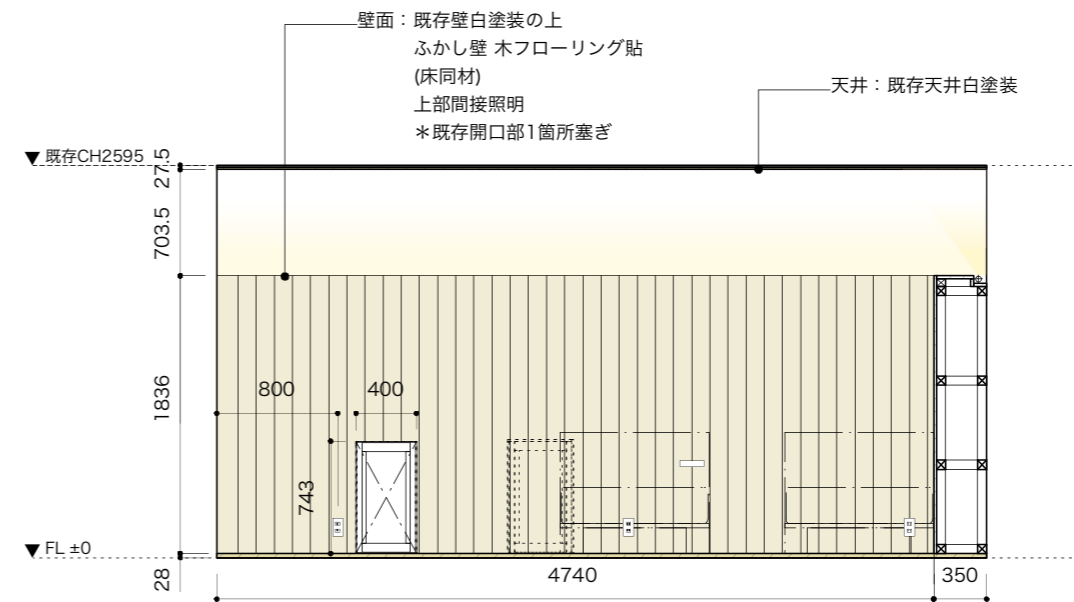 壁面：既存壁白塗装の上
ふかし壁 木フローリング貼
(床同材)
上部間接照明
＊既存開口部1箇所塞ぎ
天井：既存天井白塗装
▼ 既存CH2595
27.5
703.5
1836
800
400
743
▼ FL ±0
28
4740
350